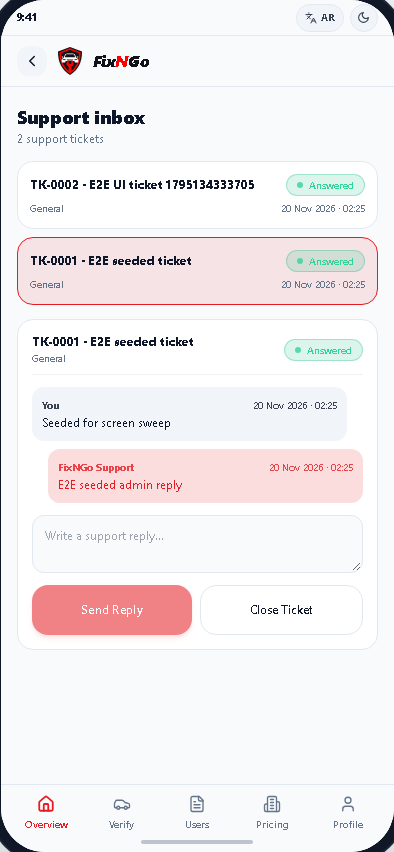 9:41
AR
FixNGo
Support inbox
2 support tickets
TK-0002 - E2E UI ticket 1795134333705
Answered
General
20 Nov 2026 · 02:25
TK-0001 - E2E seeded ticket
Answered
General
20 Nov 2026 · 02:25
TK-0001 - E2E seeded ticket
General
Answered
You
20 Nov 2026 · 02:25
Seeded for screen sweep
FixNGo Support
20 Nov 2026 · 02:25
E2E seeded admin reply
Write a support reply...
Send Reply
Close Ticket
Overview
Verify
Users
Pricing
Profile